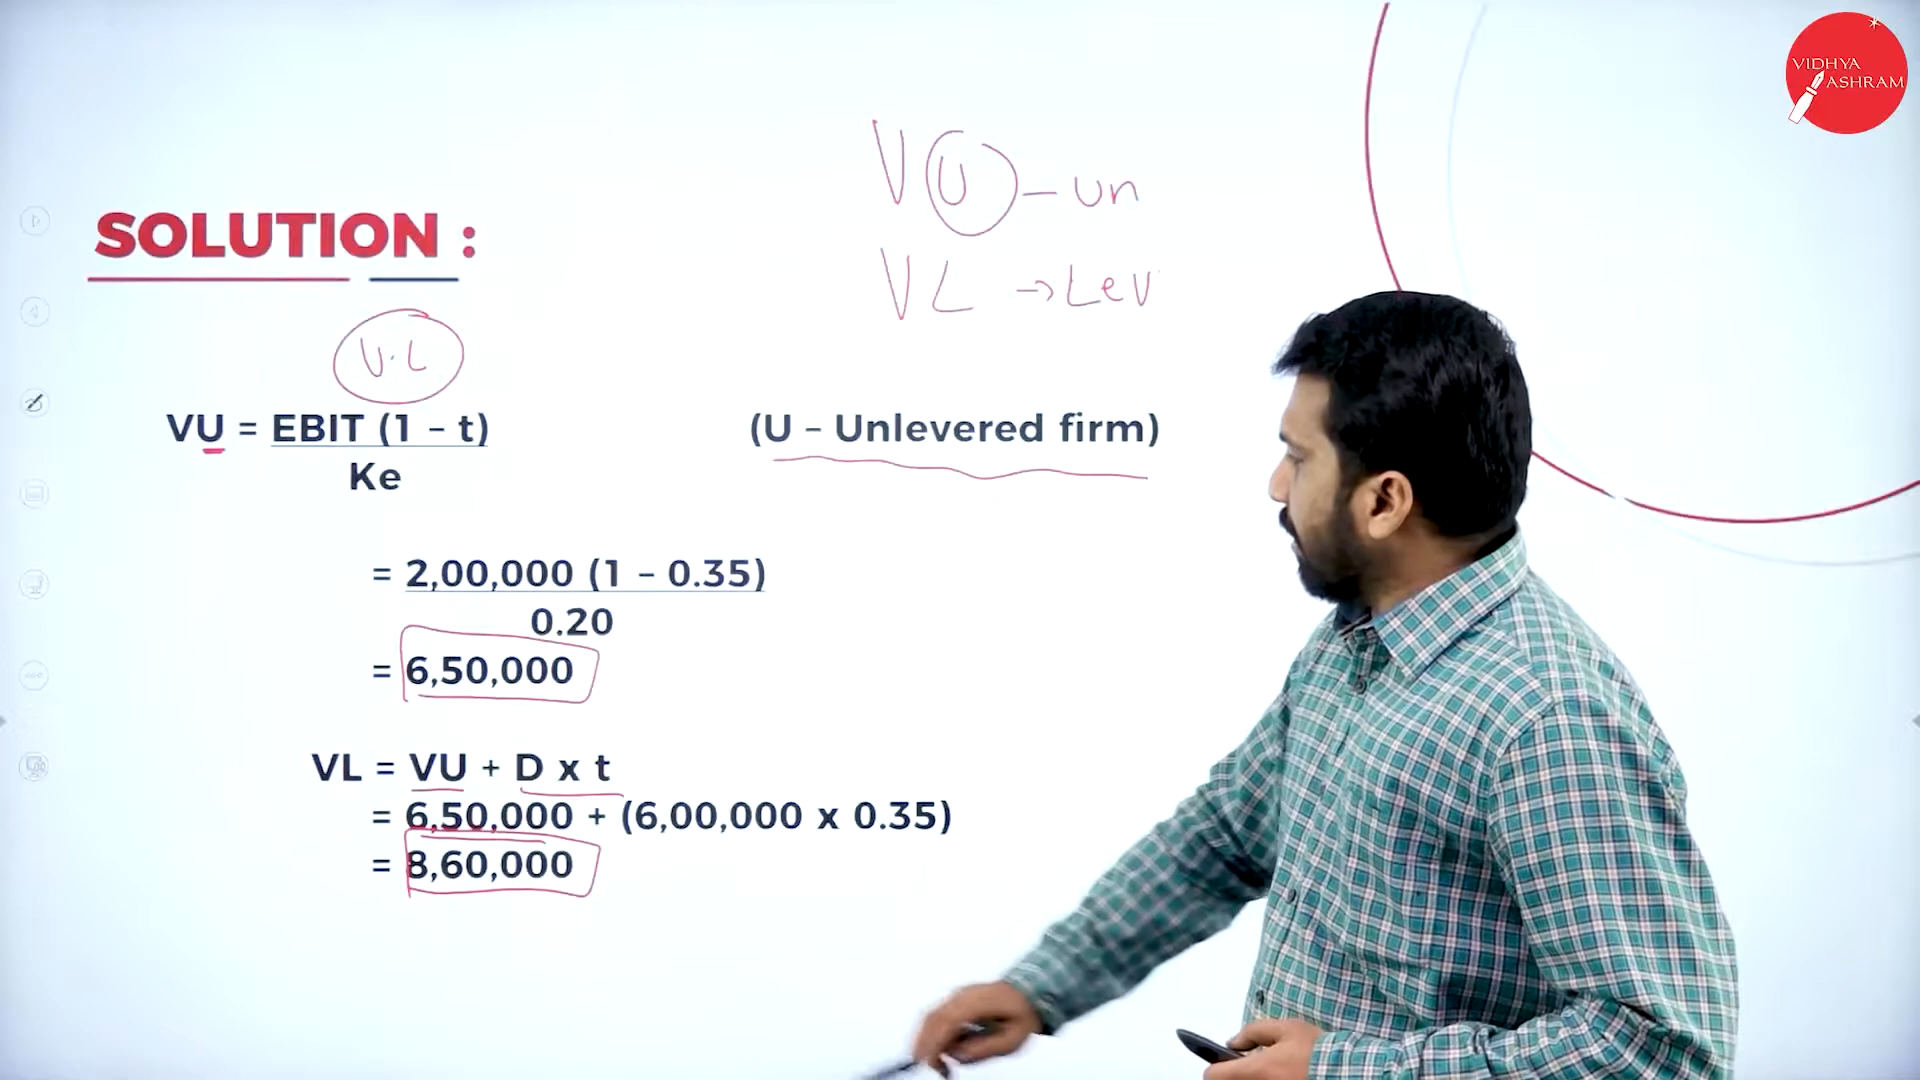 VIDHYA
ASHRAM
VU – un
VL → Lev
SOLUTION :
U.L
VU = EBIT (1 – t)
Ke
(U – Unlevered firm)
= 2,00,000 (1 – 0.35)
0.20
= 6,50,000
VL = VU + D x t
= 6,50,000 + (6,00,000 x 0.35)
= 8,60,000